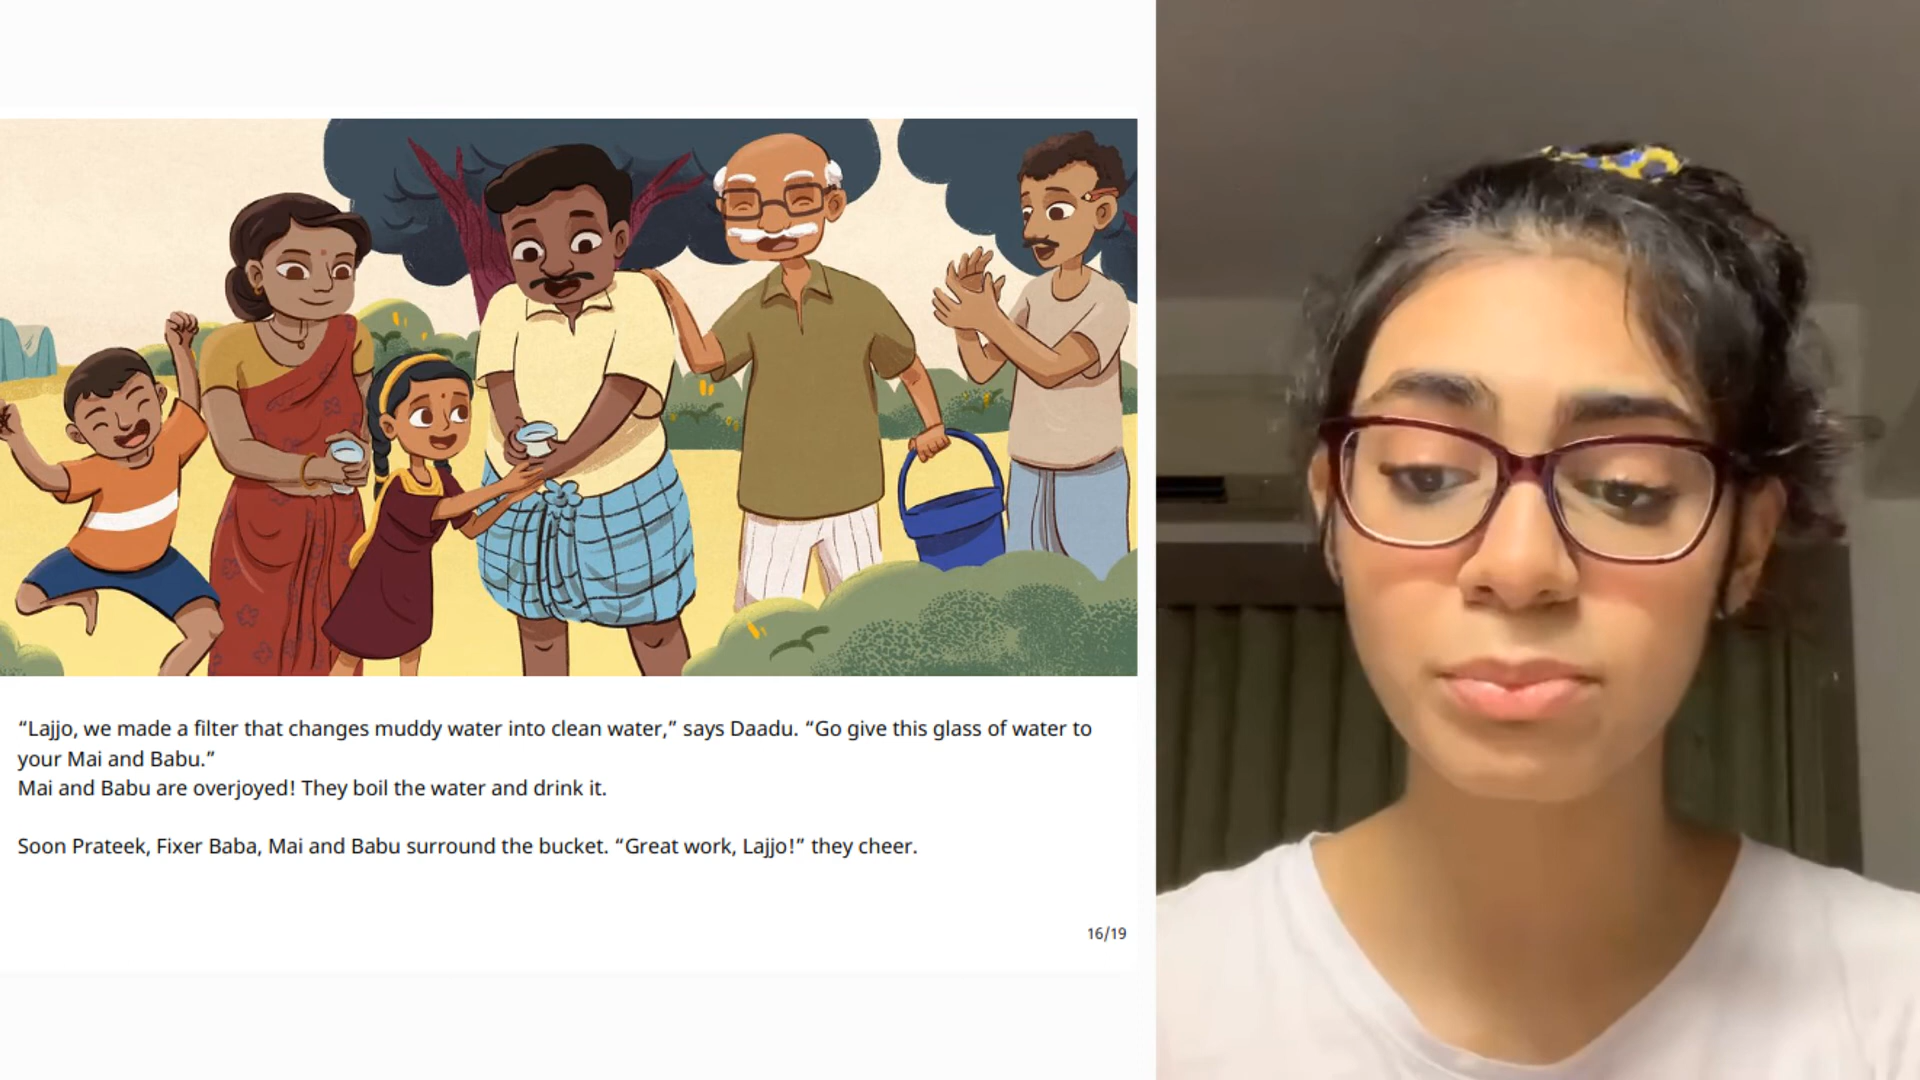 “Lajjo, we made a filter that changes muddy water into clean water,” says Daadu. “Go give this glass of water to
your Mai and Babu.”
Mai and Babu are overjoyed! They boil the water and drink it.
Soon Prateek, Fixer Baba, Mai and Babu surround the bucket. “Great work, Lajjo!” they cheer.
16/19